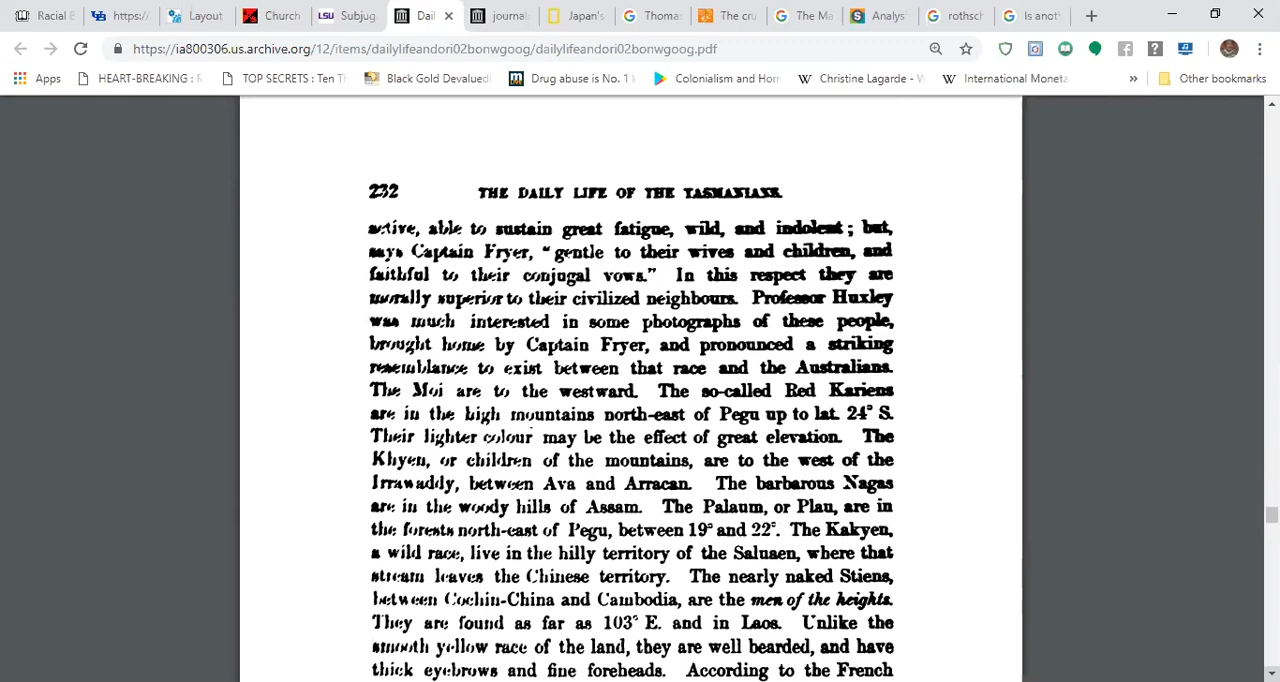 Racial B
https:/
Layout
Church
Subjug
Dail
journal
Japan's
Thomas
The cru
The Ma
Analys
rothsch
Is anot
https://ia800306.us.archive.org/12/items/dailylifeandori02bonwgoog/dailylifeandori02bonwgoog.pdf
Apps
HEART-BREAKING : R
TOP SECRETS : Ten Th
Black Gold Devalued
Drug abuse is No. 1 k
Colonialism and Hom
Christine Lagarde - W
International Moneta
»
Other bookmarks
232 THE DAILY LIFE OF THE TASMANIANS.
active, able to sustain great fatigue, wild, and indolent; but,
says Captain Fryer, "gentle to their wives and children, and
faithful to their conjugal vows." In this respect they are
morally superior to their civilized neighbours. Professor Huxley
was much interested in some photographs of these people,
brought home by Captain Fryer, and pronounced a striking
resemblance to exist between that race and the Australians.
The Moi are to the westward. The so-called Red Kariens
are in the high mountains north-east of Pegu up to lat. 24° S.
Their lighter colour may be the effect of great elevation. The
Khyen, or children of the mountains, are to the west of the
Irrawaddy, between Ava and Arracan. The barbarous Nagas
are in the woody hills of Assam. The Palaum, or Plau, are in
the forests north-east of Pegu, between 19° and 22°. The Kakyen,
a wild race, live in the hilly territory of the Saluaen, where that
stream leaves the Chinese territory. The nearly naked Stiens,
between Cochin-China and Cambodia, are the men of the heights.
They are found as far as 103° E. and in Laos. Unlike the
smooth yellow race of the land, they are well bearded, and have
thick eyebrows and fine foreheads. According to the French